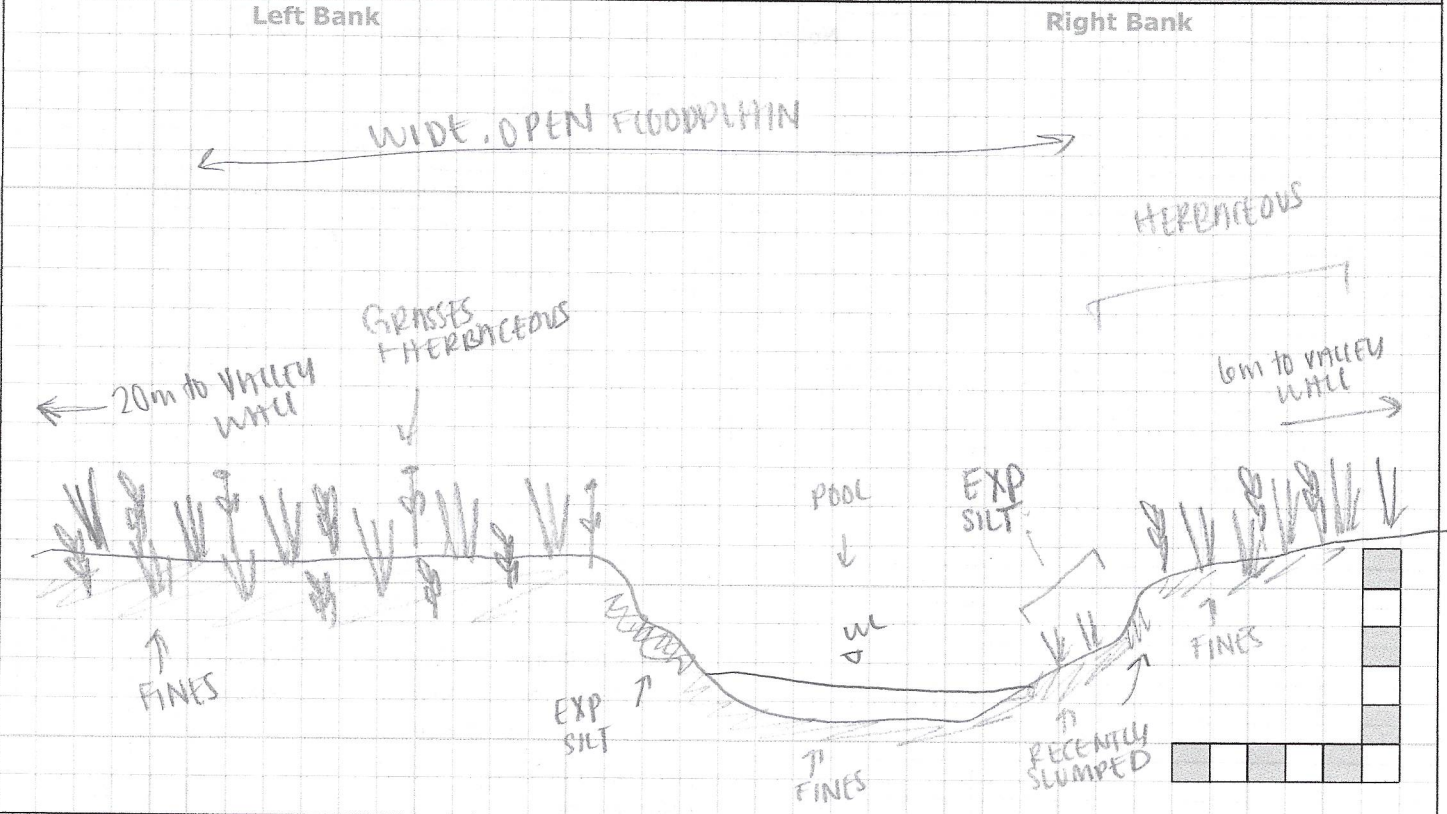 Left Bank
Right Bank
WIDE, OPEN FLOODPLAIN
HERBACEOUS
GRASSES
+ HERBACEOUS
20m to VALLEY
WALL
6m to VALLEY
WALL
POOL
EXP
SILT
WL
FINES
FINES
EXP
SILT
RECENTLY
SLUMPED
FINES